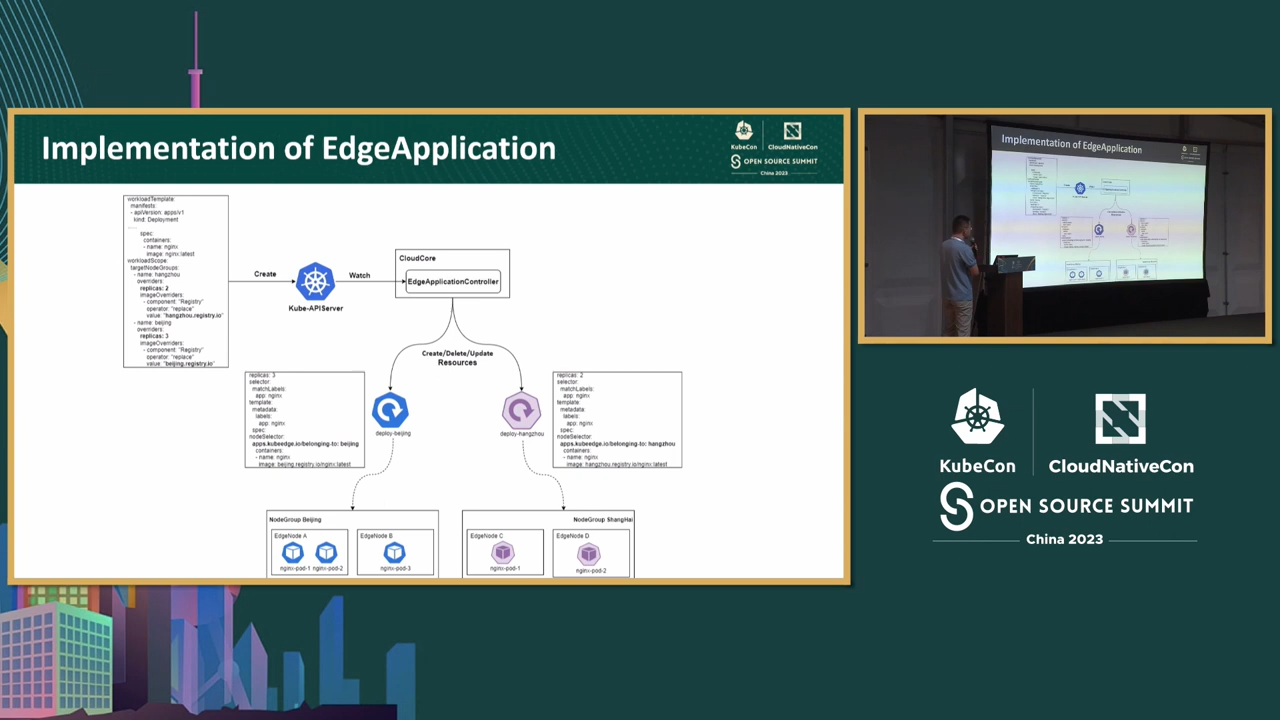 Implementation of EdgeApplication
KubeCon
CloudNativeCon
OPEN SOURCE SUMMIT
China 2023
workloadTemplate:
manifests:
- apiVersion: apps/v1
kind: Deployment
......
spec:
containers:
- name: nginx
image: nginx:latest
workloadScope:
targetNodeGroups:
- name: hangzhou
overriders:
replicas: 2
imageOverriders:
- component: "Registry"
operator: "replace"
value: "hangzhou.registry.io"
- name: beijing
overriders:
replicas: 3
imageOverriders:
- component: "Registry"
operator: "replace"
value: "beijing.registry.io"
Create
Kube-APIServer
Watch
CloudCore
EdgeApplicationController
Create/Delete/Update
Resources
replicas: 3
selector:
matchLabels:
app: nginx
template:
metadata:
labels:
app: nginx
spec:
nodeSelector:
apps.kubeedge.io/belonging-to: beijing
containers:
- name: nginx
image: beijing.registry.io/nginx:latest
deploy-beijing
deploy-hangzhou
replicas: 2
selector:
matchLabels:
app: nginx
template:
metadata:
labels:
app: nginx
spec:
nodeSelector:
apps.kubeedge.io/belonging-to: hangzhou
containers:
- name: nginx
image: hangzhou.registry.io/nginx:latest
NodeGroup Beijing
EdgeNode A
nginx-pod-1 nginx-pod-2
EdgeNode B
nginx-pod-3
NodeGroup ShangHai
EdgeNode C
nginx-pod-1
EdgeNode D
nginx-pod-2
Implementation of EdgeApplication
KubeCon
CloudNativeCon
OPEN SOURCE SUMMIT
China 2023